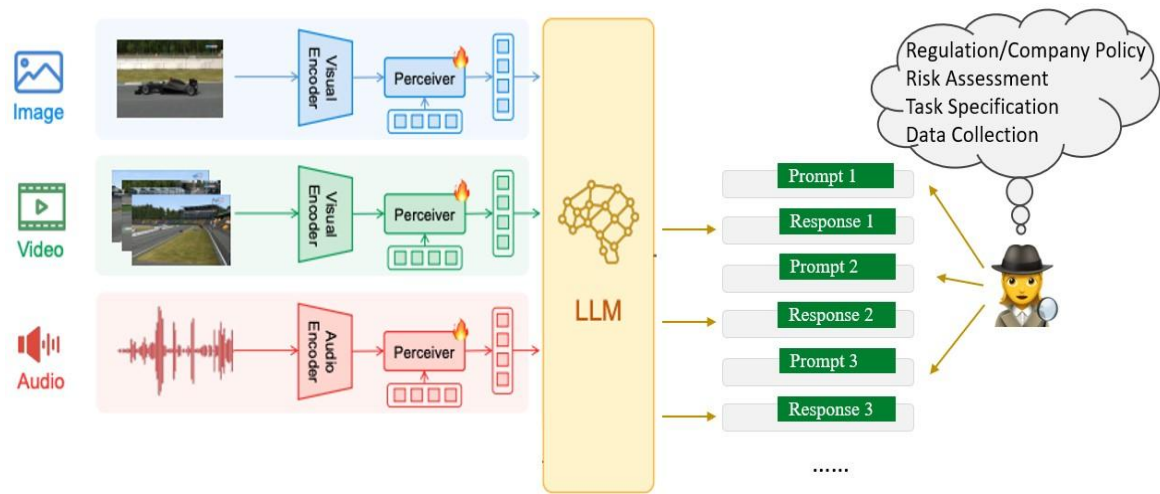 Image
Visual
Encoder
Perceiver
Video
Visual
Encoder
Perceiver
Audio
Audio
Encoder
Perceiver
LLM
Prompt 1
Response 1
Prompt 2
Response 2
Prompt 3
Response 3
......
Regulation/Company Policy
Risk Assessment
Task Specification
Data Collection